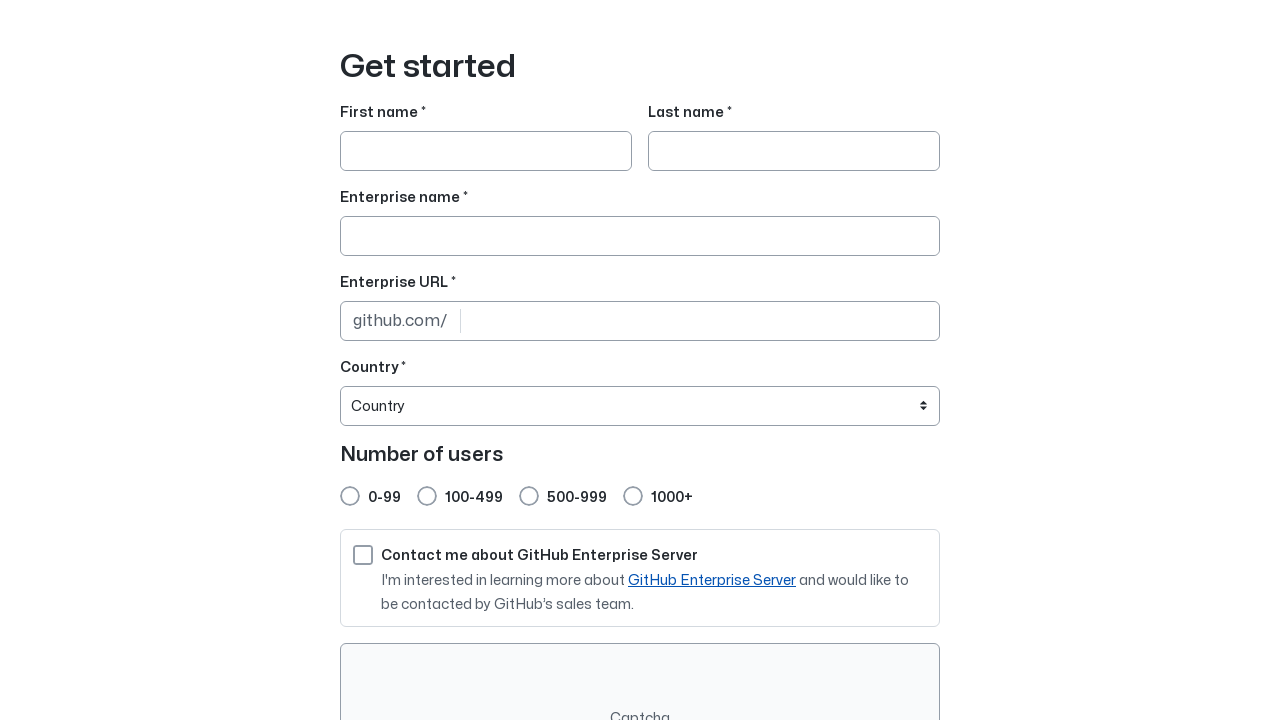 Get started
First name *
Last name *
Enterprise name *
Enterprise URL *
github.com/
Country *
Country
Number of users
0-99
100-499
500-999
1000+
Contact me about GitHub Enterprise Server
I'm interested in learning more about GitHub Enterprise Server and would like to
be contacted by GitHub's sales team.
Captcha